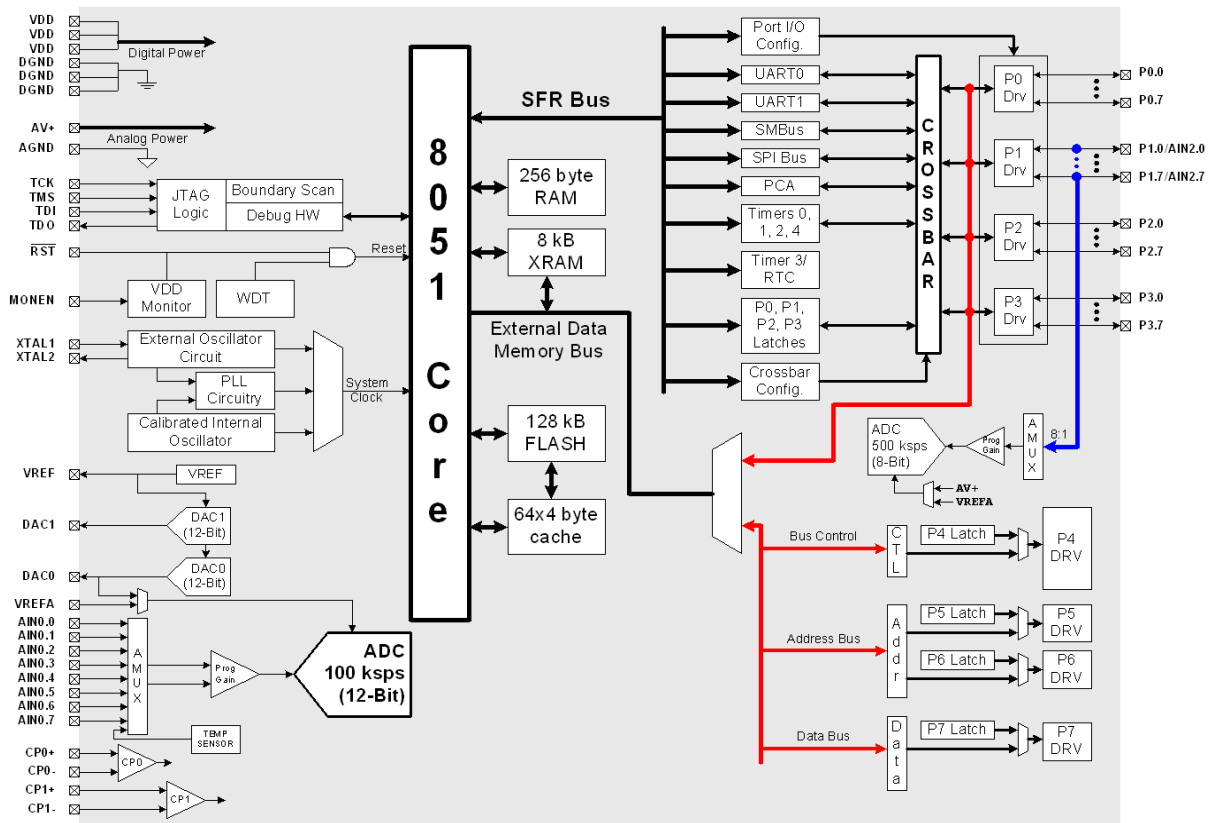 VDD
VDD
VDD
Digital Power
DGND
DGND
DGND
AV+
Analog Power
AGND
TCK
TMS
TDI
TDO
JTAG
Logic
Boundary Scan
Debug HW
RST
Reset
MONEN
VDD
Monitor
WDT
XTAL1
XTAL2
External Oscillator
Circuit
PLL
Circuitry
System
Clock
Calibrated Internal
Oscillator
VREF
VREF
DAC1
DAC1
(12-Bit)
DAC0
DAC0
(12-Bit)
VREFA
AIN0.0
AIN0.1
AIN0.2
AIN0.3
AIN0.4
AIN0.5
AIN0.6
AIN0.7
AMUX
Prog
Gain
ADC
100 ksps
(12-Bit)
TEMP
SENSOR
CP0+
CP0-
CP0
CP1+
CP1-
CP1
8051 Core
SFR Bus
256 byte
RAM
8 kB
XRAM
External Data
Memory Bus
128 kB
FLASH
64x4 byte
cache
Port I/O
Config.
UART0
UART1
SMBus
SPI Bus
PCA
Timers 0,
1, 2, 4
Timer 3/
RTC
P0, P1,
P2, P3
Latches
Crossbar
Config.
CROSSBAR
P0
Drv
P1
Drv
P2
Drv
P3
Drv
P0.0
P0.7
P1.0/AIN2.0
P1.7/AIN2.7
P2.0
P2.7
P3.0
P3.7
ADC
500 ksps
(8-Bit)
Prog
Gain
AMUX
8:1
AV+
VREFA
Bus Control
CTL
P4 Latch
P4
DRV
Address Bus
Addr
P5 Latch
P5
DRV
P6 Latch
P6
DRV
Data Bus
Data
P7 Latch
P7
DRV